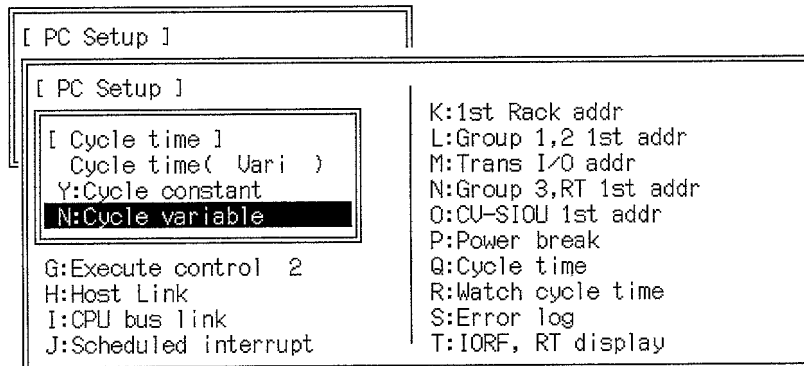 [ PC Setup ]
[ PC Setup ]
[ Cycle time ]
Cycle time( Vari )
Y:Cycle constant
N:Cycle variable
G:Execute control 2
H:Host Link
I:CPU bus link
J:Scheduled interrupt
K:1st Rack addr
L:Group 1,2 1st addr
M:Trans I/O addr
N:Group 3,RT 1st addr
O:CV-SIOU 1st addr
P:Power break
Q:Cycle time
R:Watch cycle time
S:Error log
T:IORF, RT display